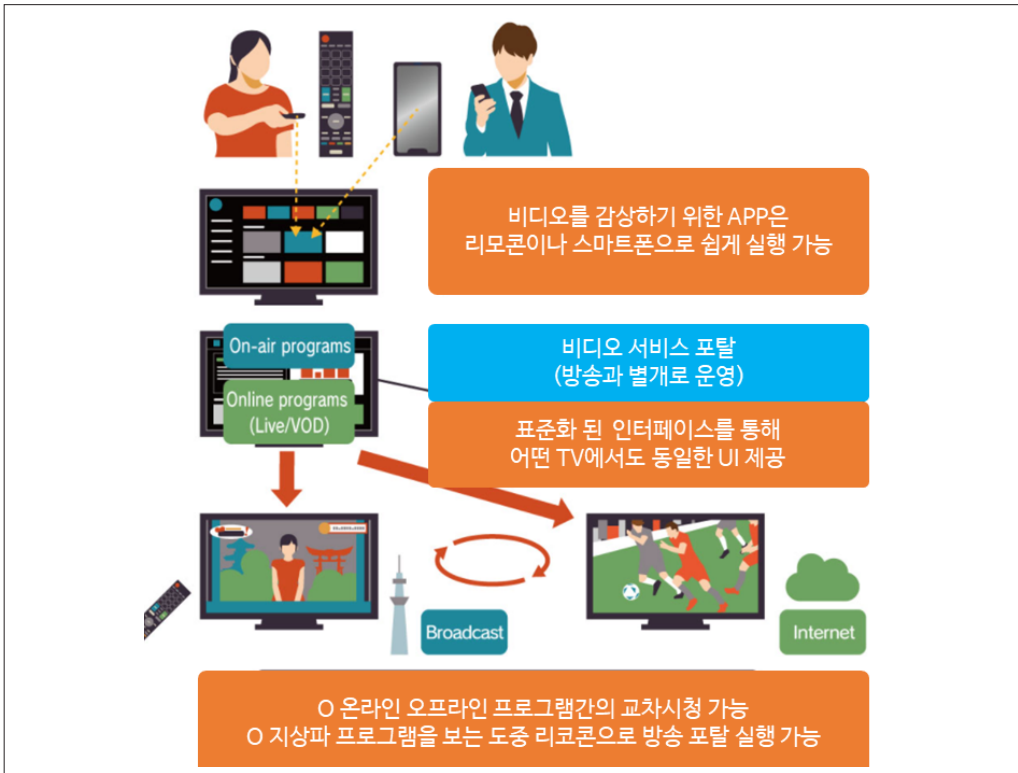 비디오를 감상하기 위한 APP은
리모콘이나 스마트폰으로 쉽게 실행 가능
On-air programs
Online programs
(Live/VOD)
비디오 서비스 포탈
(방송과 별개로 운영)
표준화 된 인터페이스를 통해
어떤 TV에서도 동일한 UI 제공
Broadcast
Internet
O 온라인 오프라인 프로그램간의 교차시청 가능
O 지상파 프로그램을 보는 도중 리코콘으로 방송 포탈 실행 가능